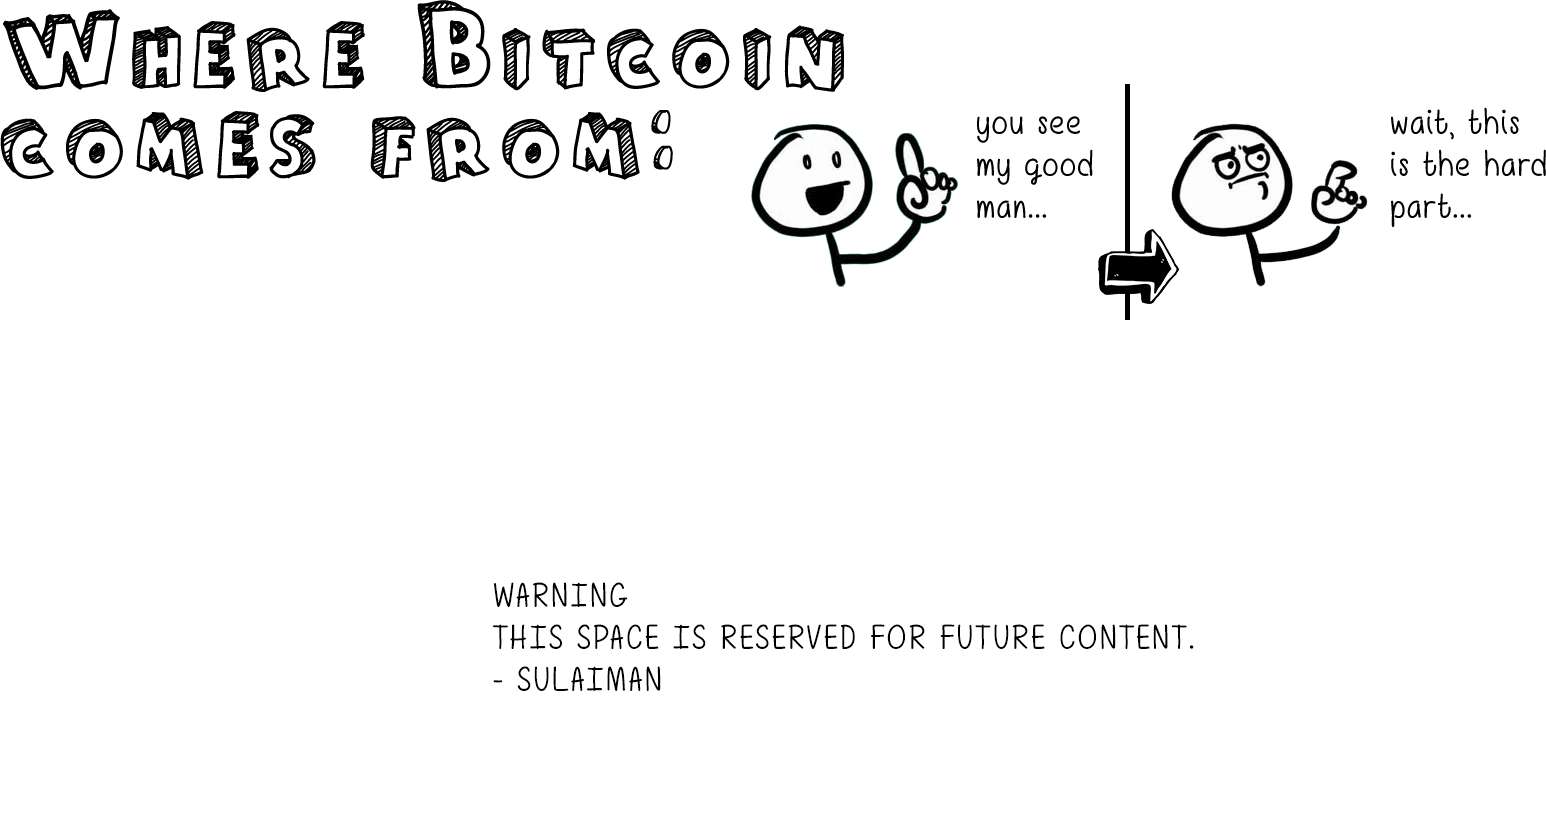 Where Bitcoin
comes from:
you see
my good
man...
wait, this
is the hard
part...
WARNING
THIS SPACE IS RESERVED FOR FUTURE CONTENT.
- SULAIMAN